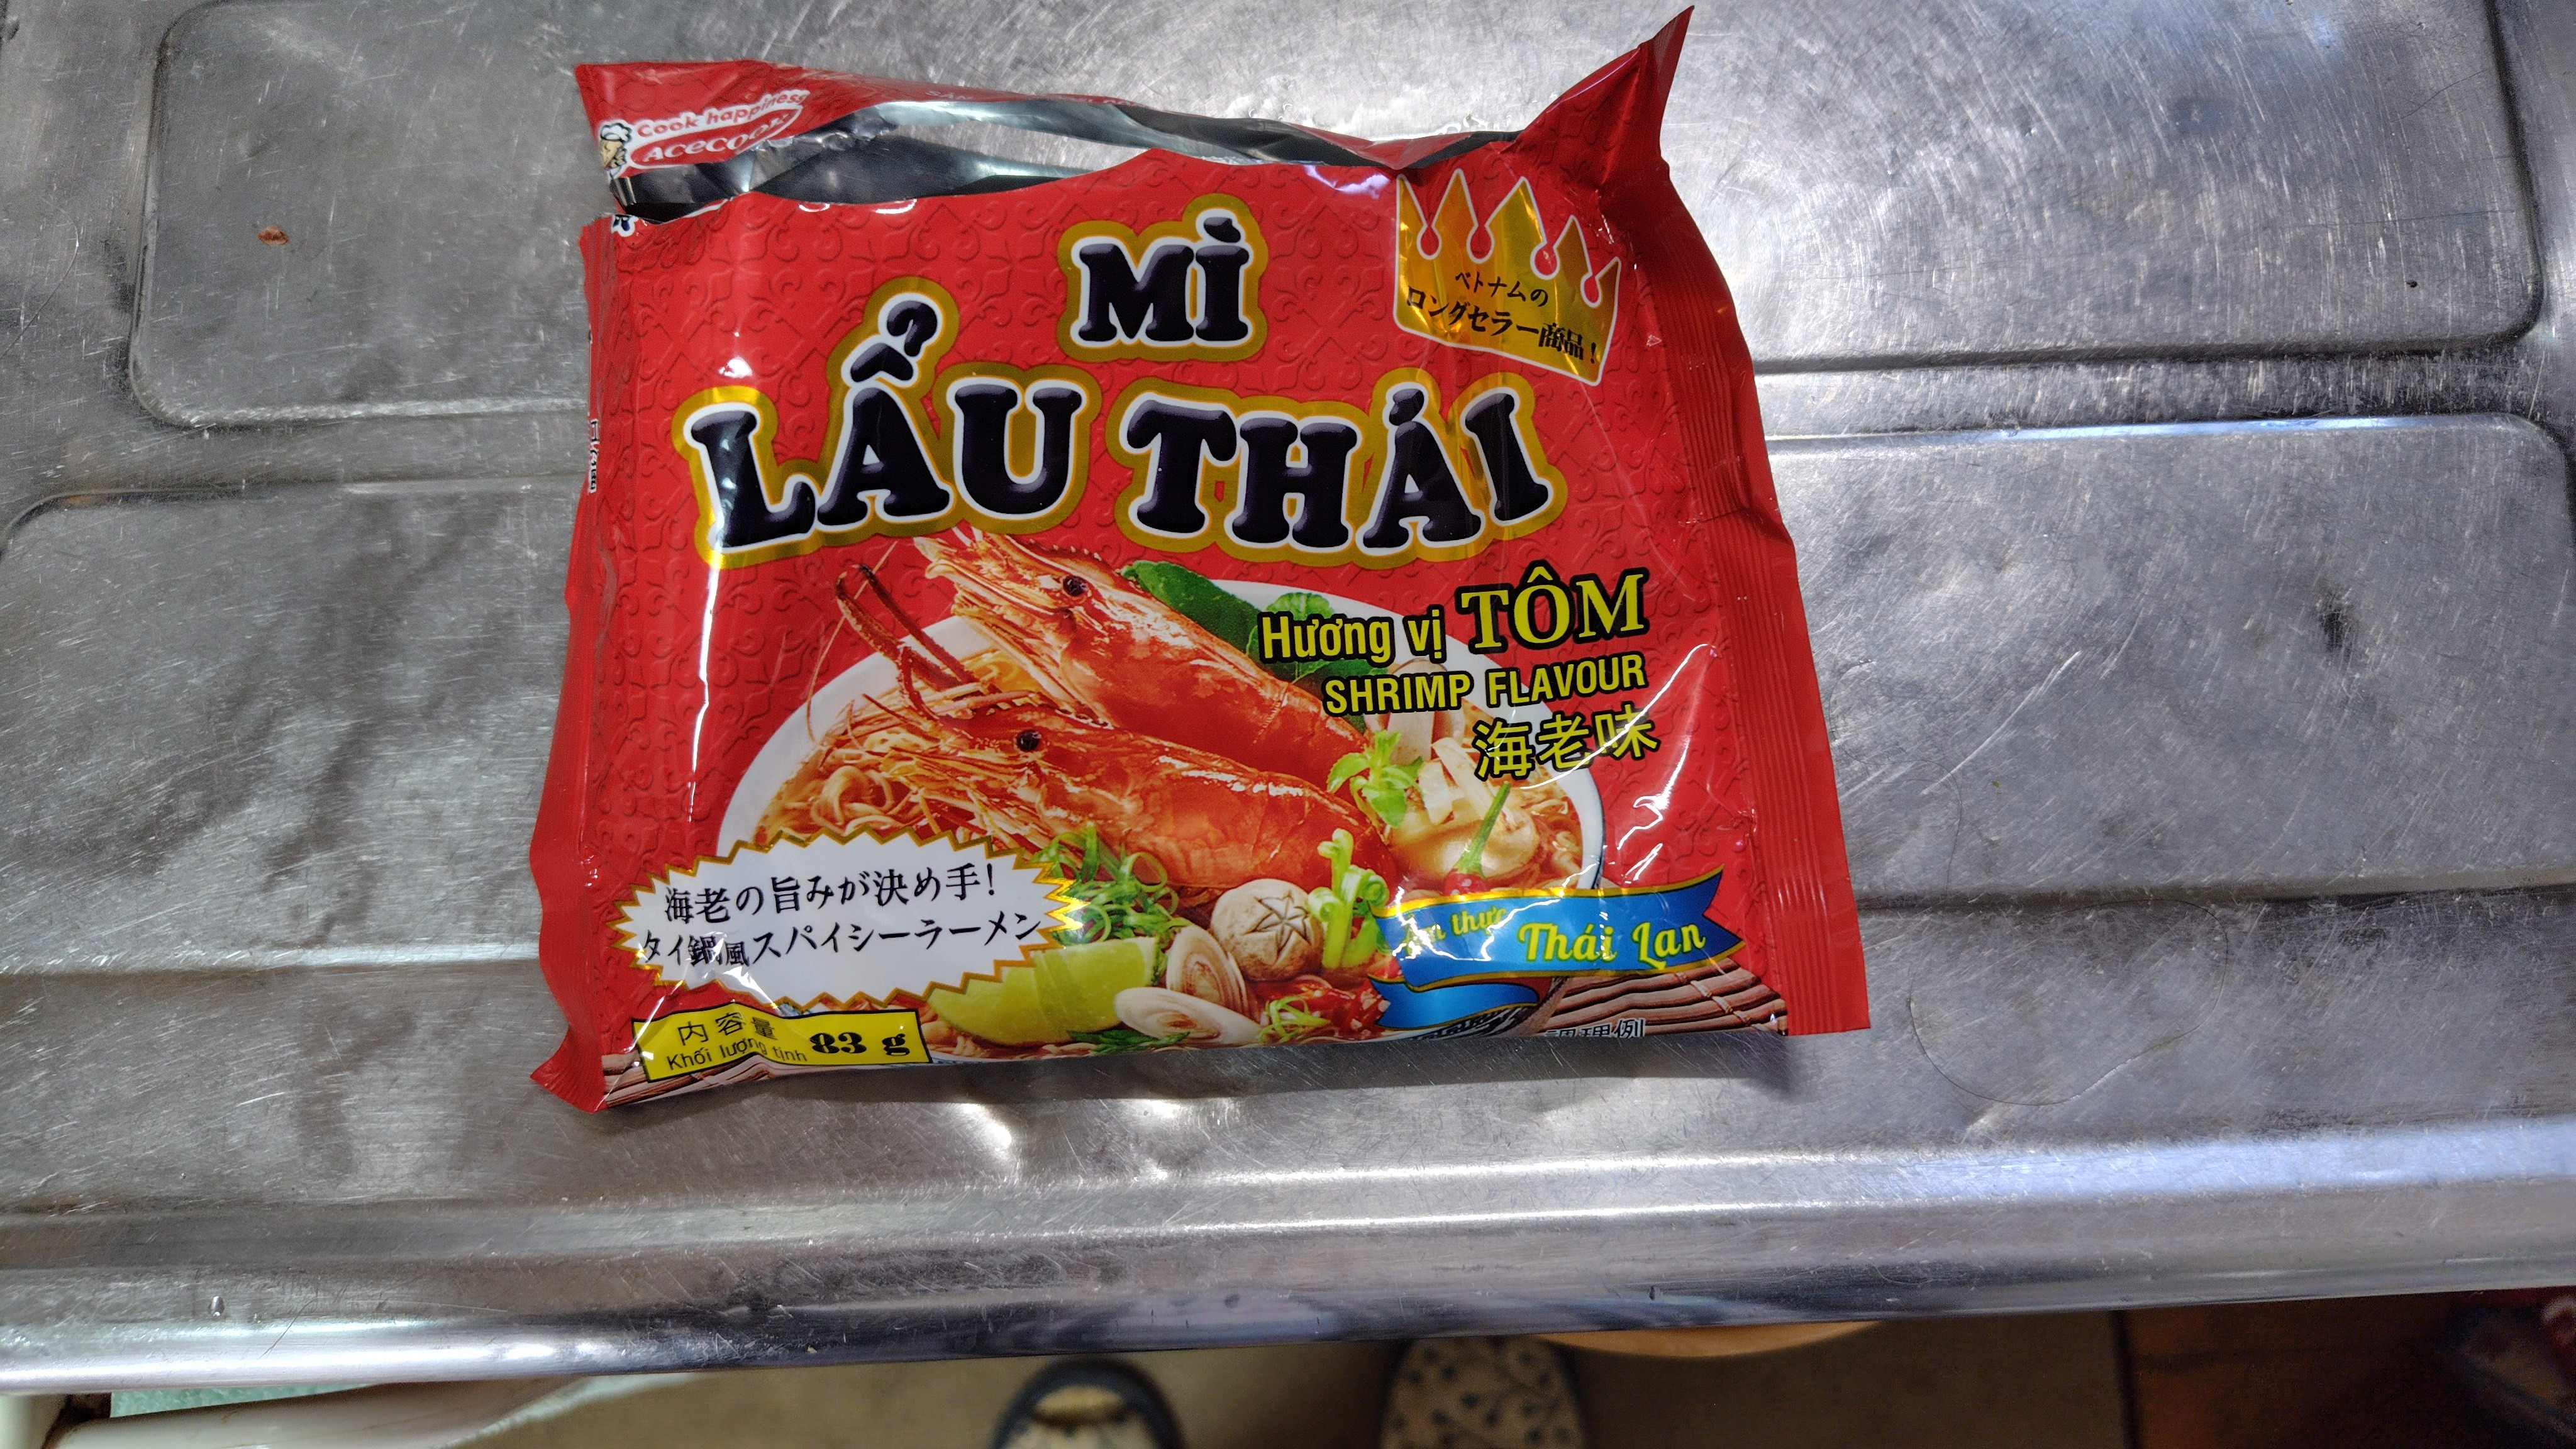 Cook happiness
ACECOOK
MÌ
LẨU THÁI
ベトナムの
ロングセラー商品！
Hương vị TÔM
SHRIMP FLAVOUR
海老味
海老の旨みが決め手！
タイ鍋風スパイシーラーメン
Thái Lan
内容量
Khối lượng tịnh 83 g
調理例